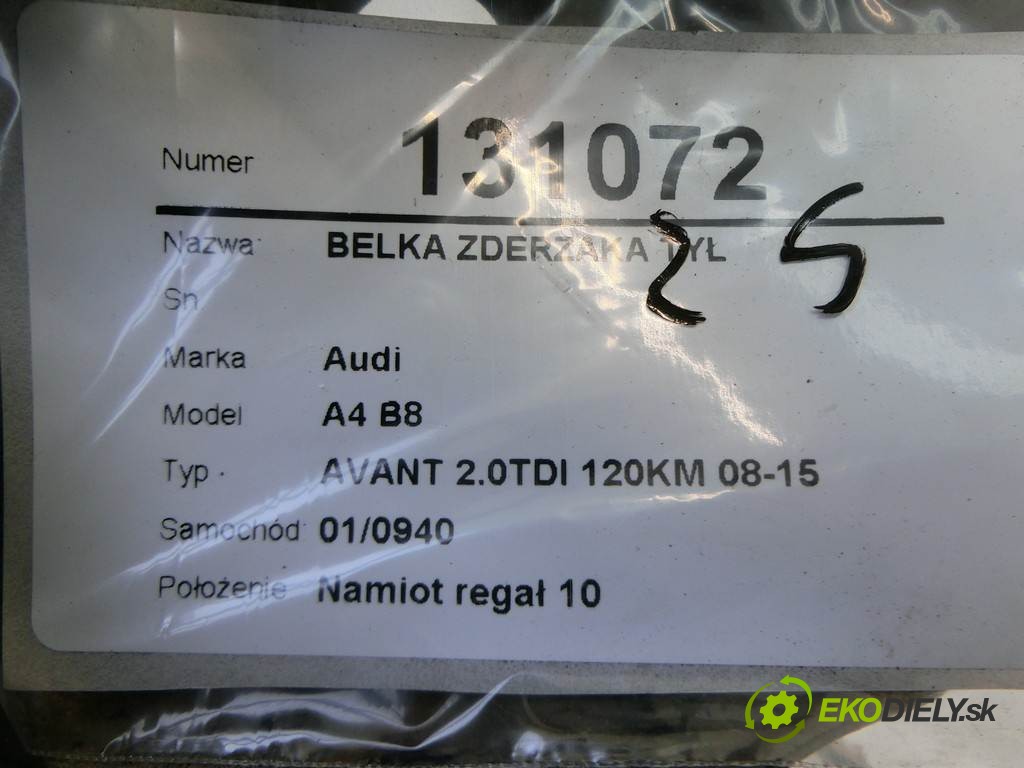 Numer 131072
Nazwa BELKA ZDERZAKA TYŁ
25
Sn
Marka Audi
Model A4 B8
Typ AVANT 2.0TDI 120KM 08-15
Samochód 01/0940
Położenie Namiot regał 10
EKODIELY.sk